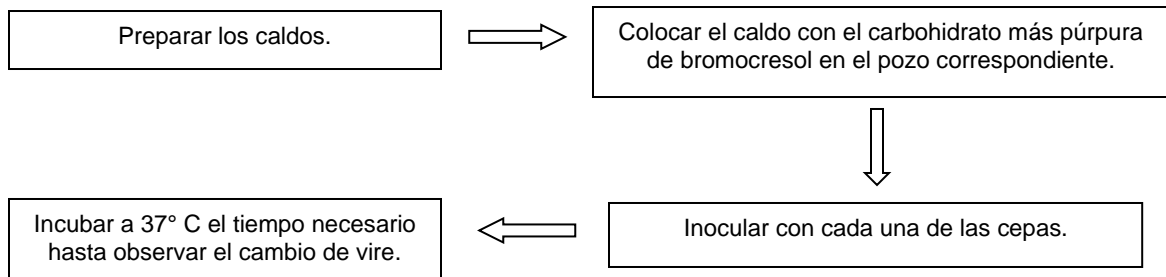 Preparar los caldos.
Colocar el caldo con el carbohidrato más púrpura
de bromocresol en el pozo correspondiente.
Inocular con cada una de las cepas.
Incubar a 37° C el tiempo necesario
hasta observar el cambio de vire.